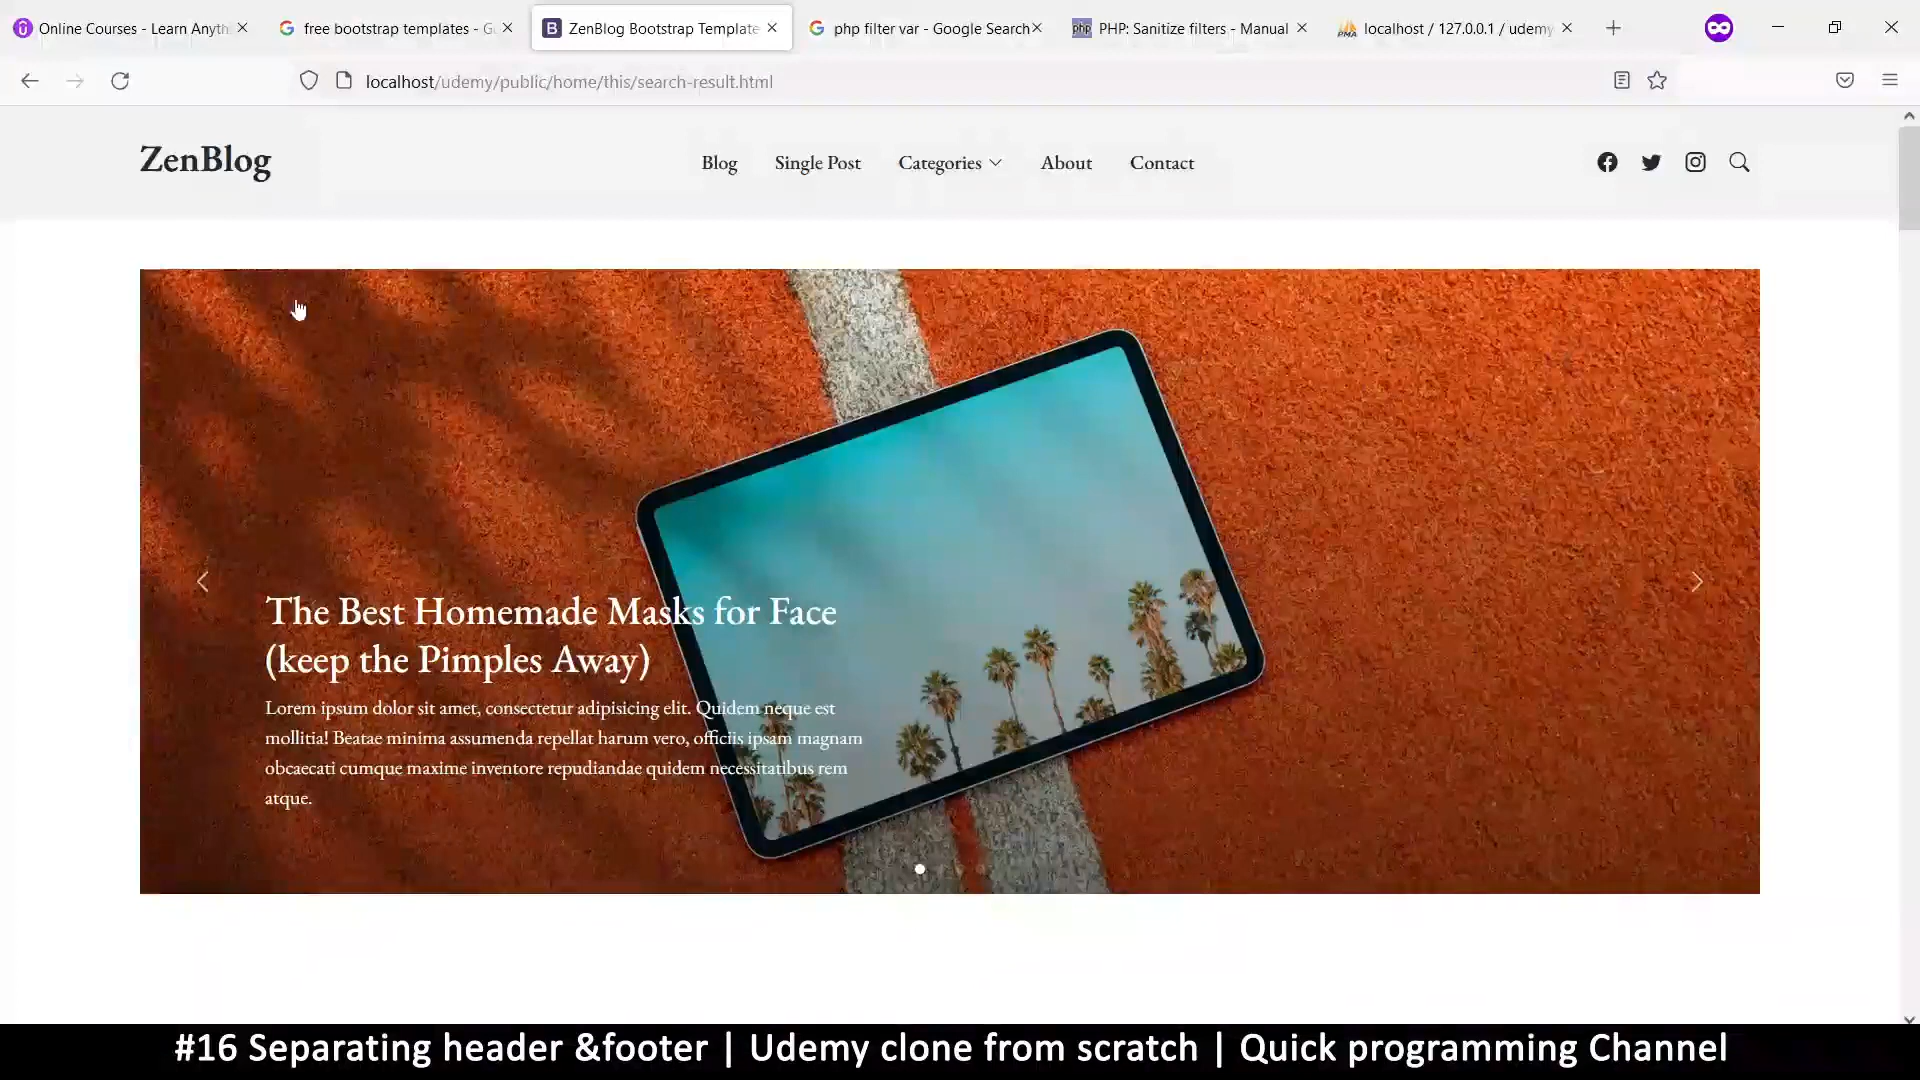 Online Courses - Learn Anyth
free bootstrap templates - G
ZenBlog Bootstrap Template
php filter var - Google Search
php PHP: Sanitize filters - Manual
PMA localhost / 127.0.0.1 / udemy
localhost/udemy/public/home/this/search-result.html
ZenBlog
Blog
Single Post
Categories
About
Contact
The Best Homemade Masks for Face
(keep the Pimples Away)
Lorem ipsum dolor sit amet, consectetur adipisicing elit. Quidem neque est
mollitia! Beatae minima assumenda repellat harum vero, officiis ipsam magnam
obcaecati cumque maxime inventore repudiandae quidem necessitatibus rem
atque.
#16 Separating header &footer | Udemy clone from scratch | Quick programming Channel